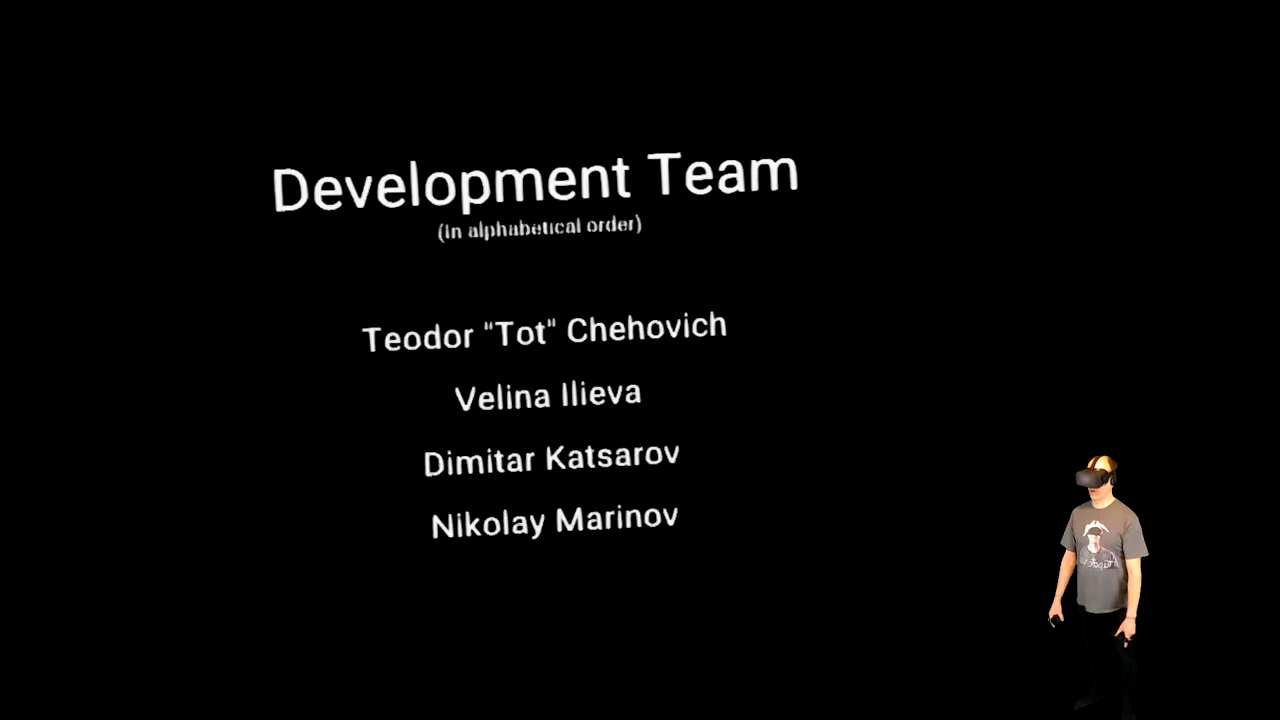 Development Team
(In alphabetical order)
Teodor "Tot" Chehovich
Velina Ilieva
Dimitar Katsarov
Nikolay Marinov